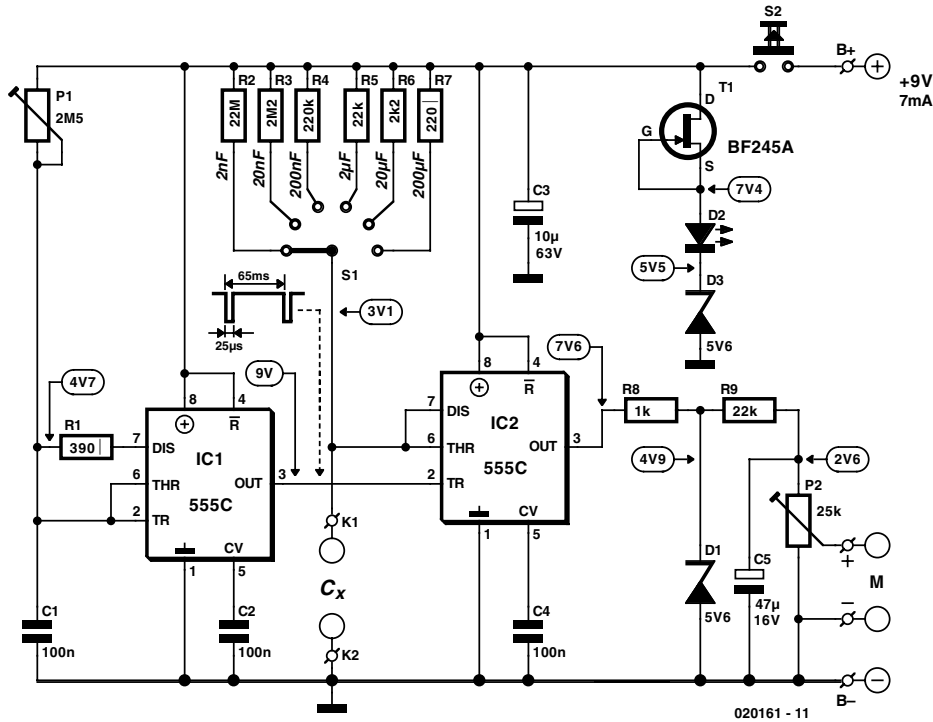 S2
B+
+9V
7mA
P1
2M5
R2
R3
R4
R5
R6
R7
22M
2M2
220k
22k
2k2
220
2nF
20nF
200nF
2µF
20µF
200µF
T1
D
G
S
BF245A
7V4
D2
5V5
D3
5V6
C3
10µ
63V
S1
65ms
25µs
3V1
9V
7V6
4V7
R1
390
8
4
R
7
DIS
6
THR
2
TR
IC1
555C
OUT
3
CV
1
5
8
4
R
7
DIS
6
THR
2
TR
IC2
555C
OUT
3
CV
1
5
R8
1k
R9
22k
4V9
2V6
P2
25k
+
M
–
K1
Cx
K2
C1
100n
C2
100n
C4
100n
D1
5V6
C5
47µ
16V
B–
020161 - 11